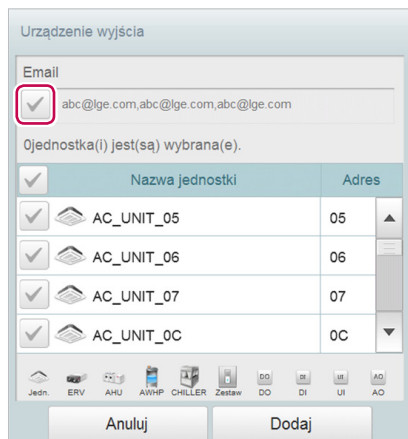 Urządzenie wyjścia
Email
abc@lge.com,abc@lge.com,abc@lge.com
0jednostka(i) jest(są) wybrana(e).
Nazwa jednostki Adres
AC_UNIT_05 05
AC_UNIT_06 06
AC_UNIT_07 07
AC_UNIT_0C 0C
DO DI UI AO
Jedn. ERV AHU AWHP CHILLER Zestaw DO DI UI AO
Anuluj Dodaj